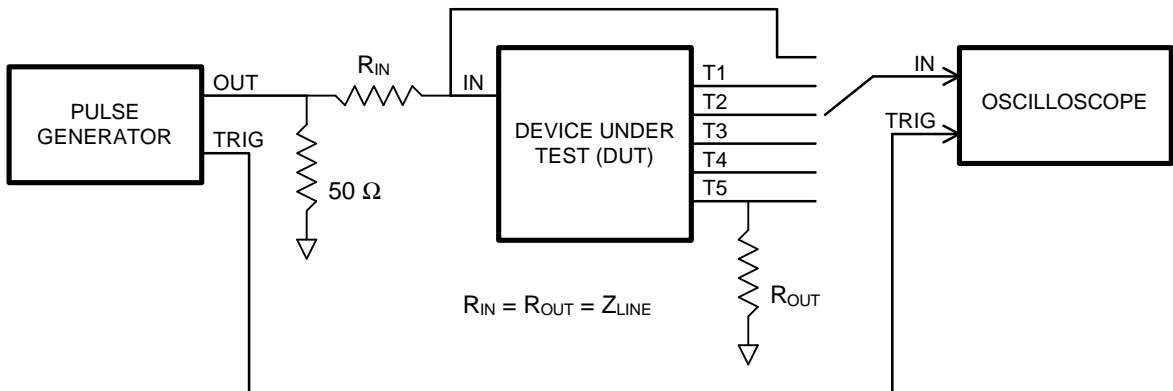 PULSE
GENERATOR
OUT
TRIG
50 Ω
RIN
IN
DEVICE UNDER
TEST (DUT)
T1
T2
T3
T4
T5
ROUT
RIN = ROUT = ZLINE
IN
TRIG
OSCILLOSCOPE